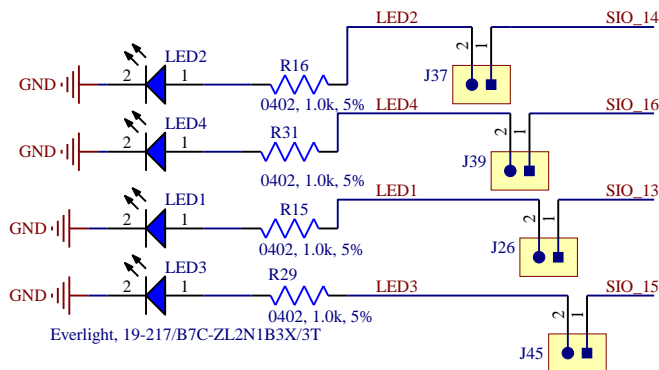 LED2 SIO_14
LED2 R16 2 1
GND 2 1 J37
0402, 1.0k, 5%
LED4 SIO_16
LED4 R31 2 1
GND 2 1 J39
0402, 1.0k, 5%
LED1 SIO_13
LED1 R15 2 1
GND 2 1 J26
0402, 1.0k, 5%
LED3 R29 LED3 SIO_15
GND 2 1 2 1
0402, 1.0k, 5%
Everlight, 19-217/B7C-ZL2N1B3X/3T
J45